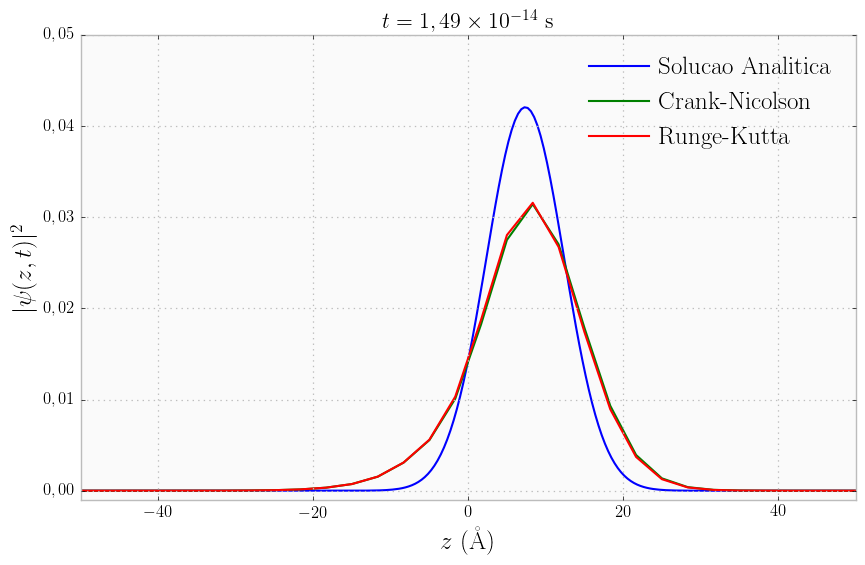 t = 1,49 × 10⁻¹⁴ s
0,05
0,04
0,03
0,02
0,01
0,00
|ψ(z, t)|²
Solucao Analitica
Crank-Nicolson
Runge-Kutta
−40 −20 0 20 40
z (Å)